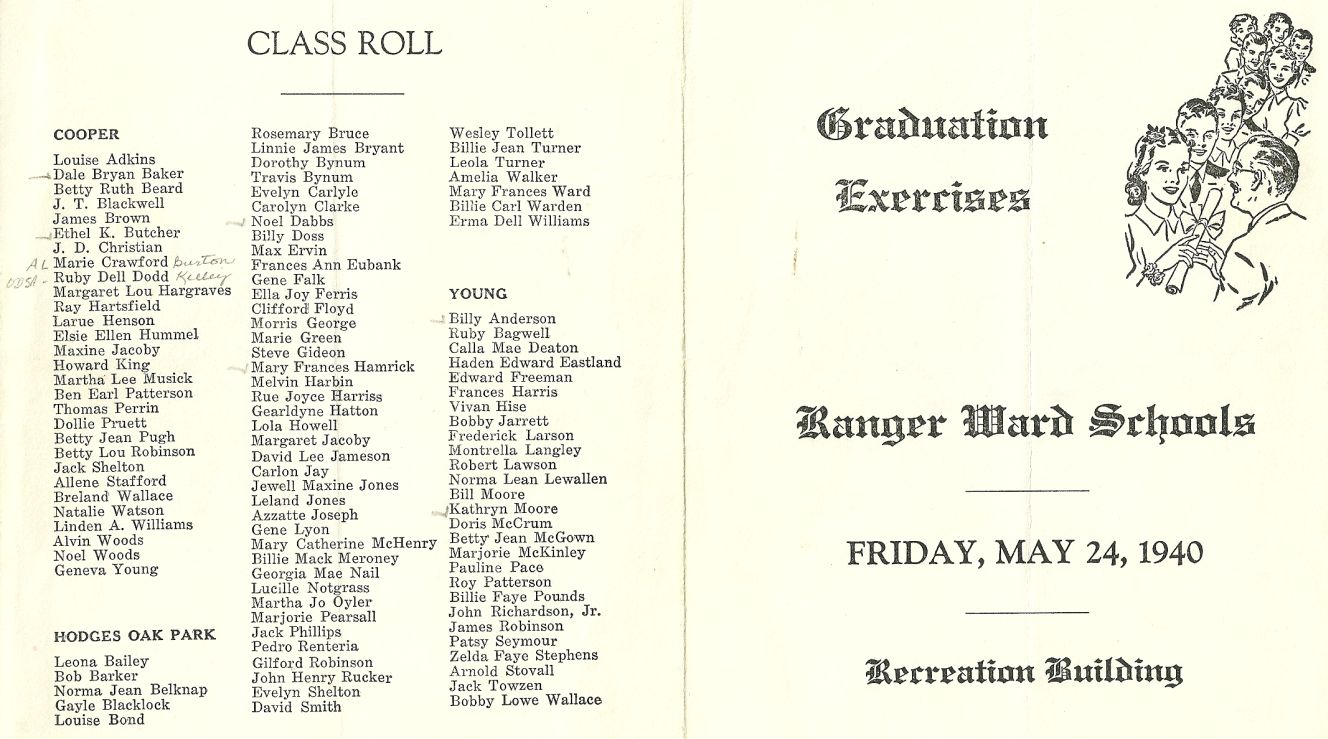 CLASS ROLL
COOPER
Louise Adkins
Dale Bryan Baker
Betty Ruth Beard
J. T. Blackwell
James Brown
Ethel K. Butcher
J. D. Christian
AL Marie Crawford Burton
Ruby Dell Dodd Kelley
Margaret Lou Hargraves
Ray Hartsfield
Larue Henson
Elsie Ellen Hummel
Maxine Jacoby
Howard King
Martha Lee Musick
Ben Earl Patterson
Thomas Perrin
Dollie Pruett
Betty Jean Pugh
Betty Lou Robinson
Jack Shelton
Allene Stafford
Breland Wallace
Natalie Watson
Linden A. Williams
Alvin Woods
Noel Woods
Geneva Young
HODGES OAK PARK
Leona Bailey
Bob Barker
Norma Jean Belknap
Gayle Blacklock
Louise Bond
Rosemary Bruce
Linnie James Bryant
Dorothy Bynum
Travis Bynum
Evelyn Carlyle
Carolyn Clarke
Noel Dabbs
Billy Doss
Max Ervin
Frances Ann Eubank
Gene Falk
Ella Joy Ferris
Clifford Floyd
Morris George
Marie Green
Steve Gideon
Mary Frances Hamrick
Melvin Harbin
Rue Joyce Harriss
Gearldyne Hatton
Lola Howell
Margaret Jacoby
David Lee Jameson
Carlon Jay
Jewell Maxine Jones
Leland Jones
Azzatte Joseph
Gene Lyon
Mary Catherine McHenry
Billie Mack Meroney
Georgia Mae Nail
Lucille Notgrass
Martha Jo Oyler
Marjorie Pearsall
Jack Phillips
Pedro Renteria
Gilford Robinson
John Henry Rucker
Evelyn Shelton
David Smith
Wesley Tollett
Billie Jean Turner
Leola Turner
Amelia Walker
Mary Frances Ward
Billie Carl Warden
Erma Dell Williams
YOUNG
Billy Anderson
Ruby Bagwell
Calla Mae Deaton
Haden Edward Eastland
Edward Freeman
Frances Harris
Vivan Hise
Bobby Jarrett
Frederick Larson
Montrella Langley
Robert Lawson
Norma Lean Lewallen
Bill Moore
Kathryn Moore
Doris McCrum
Betty Jean McGown
Marjorie McKinley
Pauline Pace
Roy Patterson
Billie Faye Pounds
John Richardson, Jr.
James Robinson
Patsy Seymour
Zelda Faye Stephens
Arnold Stovall
Jack Towzen
Bobby Lowe Wallace
Graduation
Exercises
Ranger Ward Schools
FRIDAY, MAY 24, 1940
Recreation Building